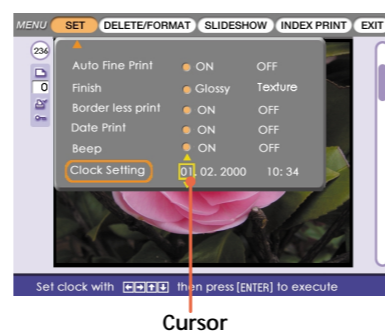 MENU SET DELETE/FORMAT SLIDESHOW INDEX PRINT EXIT
236
0
Auto Fine Print ON OFF
Finish Glossy Texture
Border less print ON OFF
Date Print ON OFF
Beep ON OFF
Clock Setting 01. 02. 2000 10: 34
Set clock with ←→↑↓ then press [ENTER] to execute
Cursor